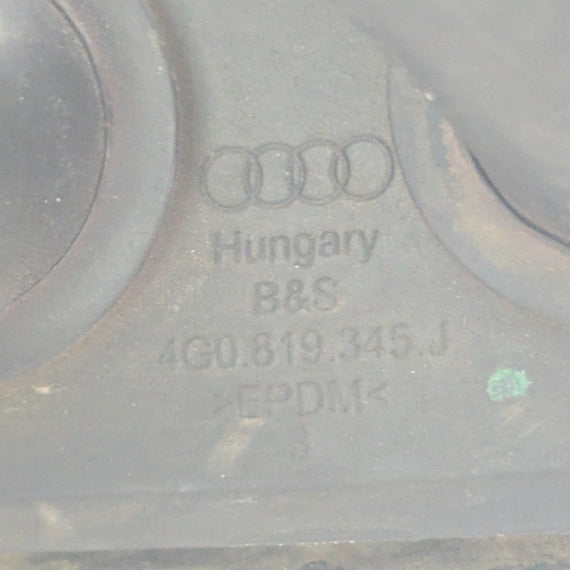 Hungary
B&S
4G0.819.345.J
>EPDM<
3